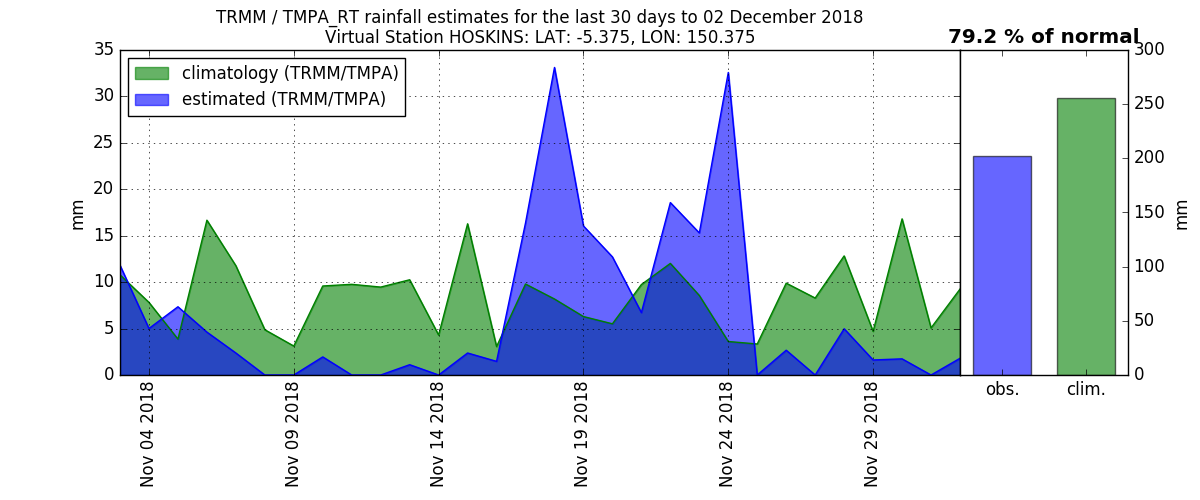 TRMM / TMPA_RT rainfall estimates for the last 30 days to 02 December 2018
Virtual Station HOSKINS: LAT: -5.375, LON: 150.375
79.2 % of normal
climatology (TRMM/TMPA)
estimated (TRMM/TMPA)
35
30
25
20
15
10
5
0
mm
Nov 04 2018
Nov 09 2018
Nov 14 2018
Nov 19 2018
Nov 24 2018
Nov 29 2018
obs.
clim.
300
250
200
150
100
50
0
mm